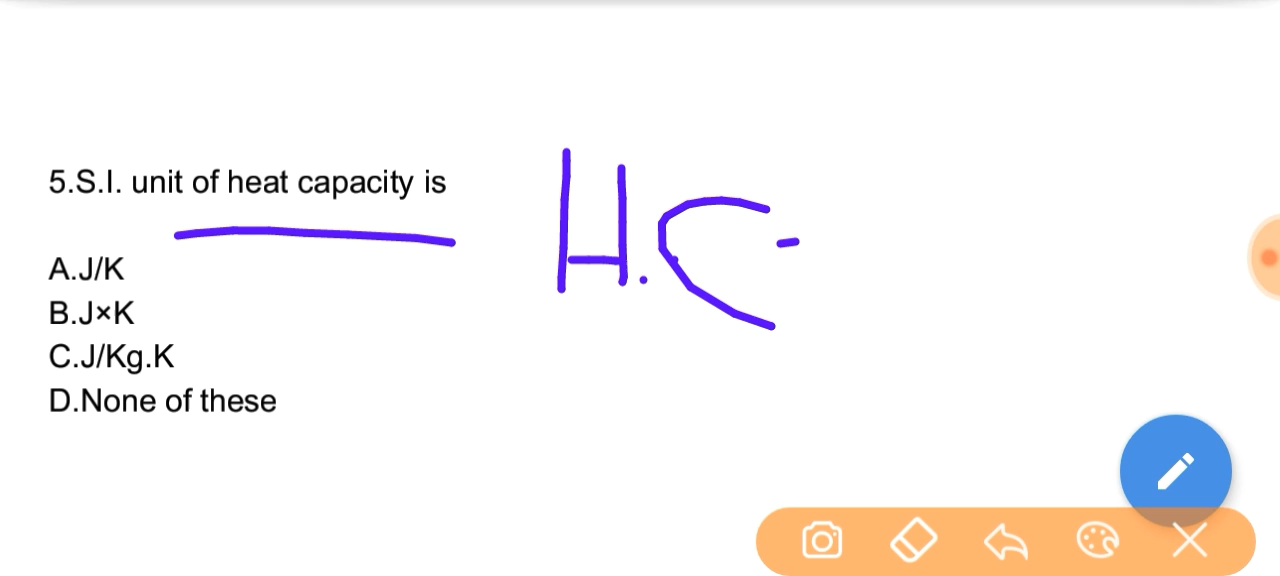 5.S.I. unit of heat capacity is
H.C-
A.J/K
B.J×K
C.J/Kg.K
D.None of these